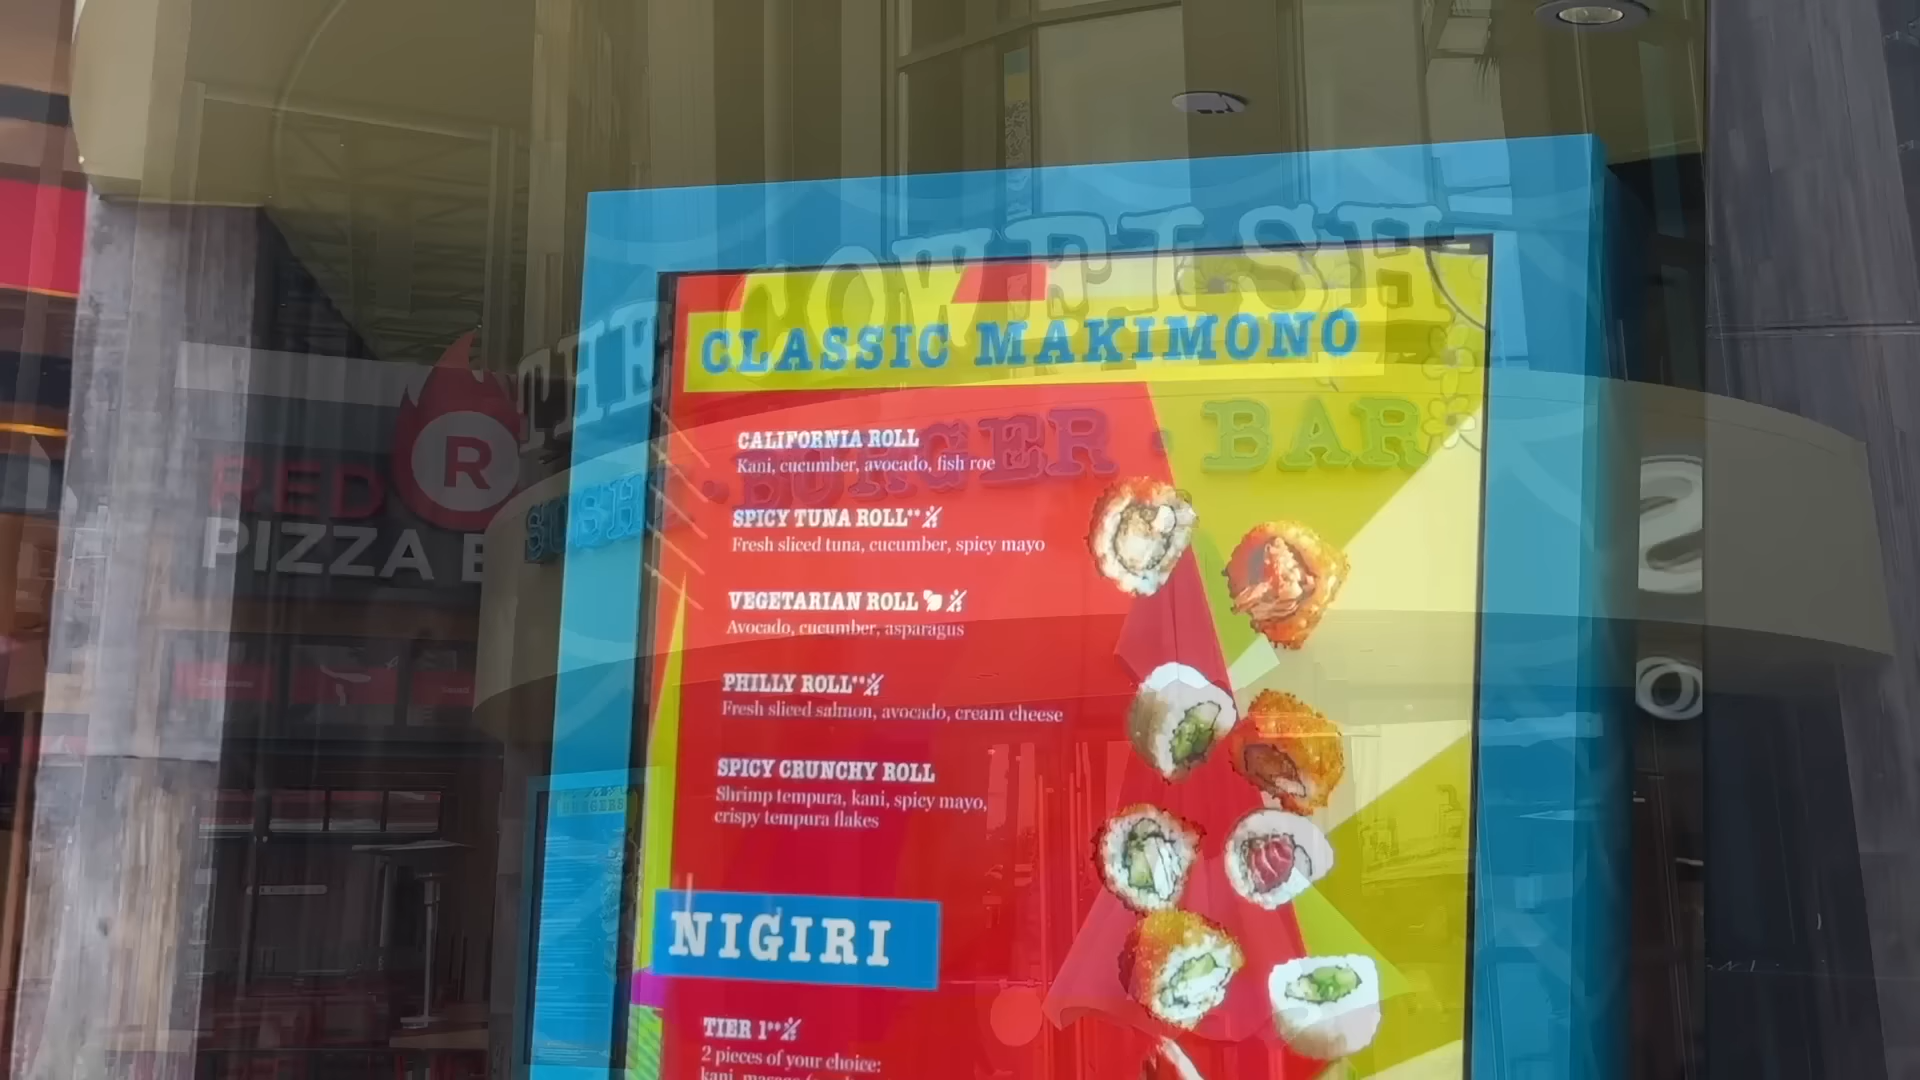 THE COWFISH
SUSHI • BURGER • BAR
RED
R
PIZZA
CLASSIC MAKIMONO
CALIFORNIA ROLL
Kani, cucumber, avocado, fish roe
SPICY TUNA ROLL**
Fresh sliced tuna, cucumber, spicy mayo
VEGETARIAN ROLL
Avocado, cucumber, asparagus
PHILLY ROLL**
Fresh sliced salmon, avocado, cream cheese
SPICY CRUNCHY ROLL
Shrimp tempura, kani, spicy mayo,
crispy tempura flakes
BURGERS
NIGIRI
TIER 1**
2 pieces of your choice:
kani,